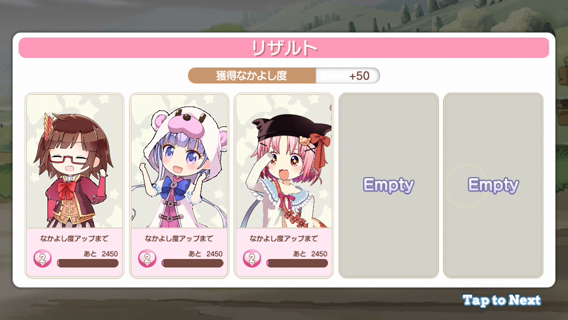 リザルト
獲得なかよし度 +50
なかよし度アップまで
あと 2450
2
なかよし度アップまで
あと 2450
2
なかよし度アップまで
あと 2450
2
Empty
Empty
Tap to Next